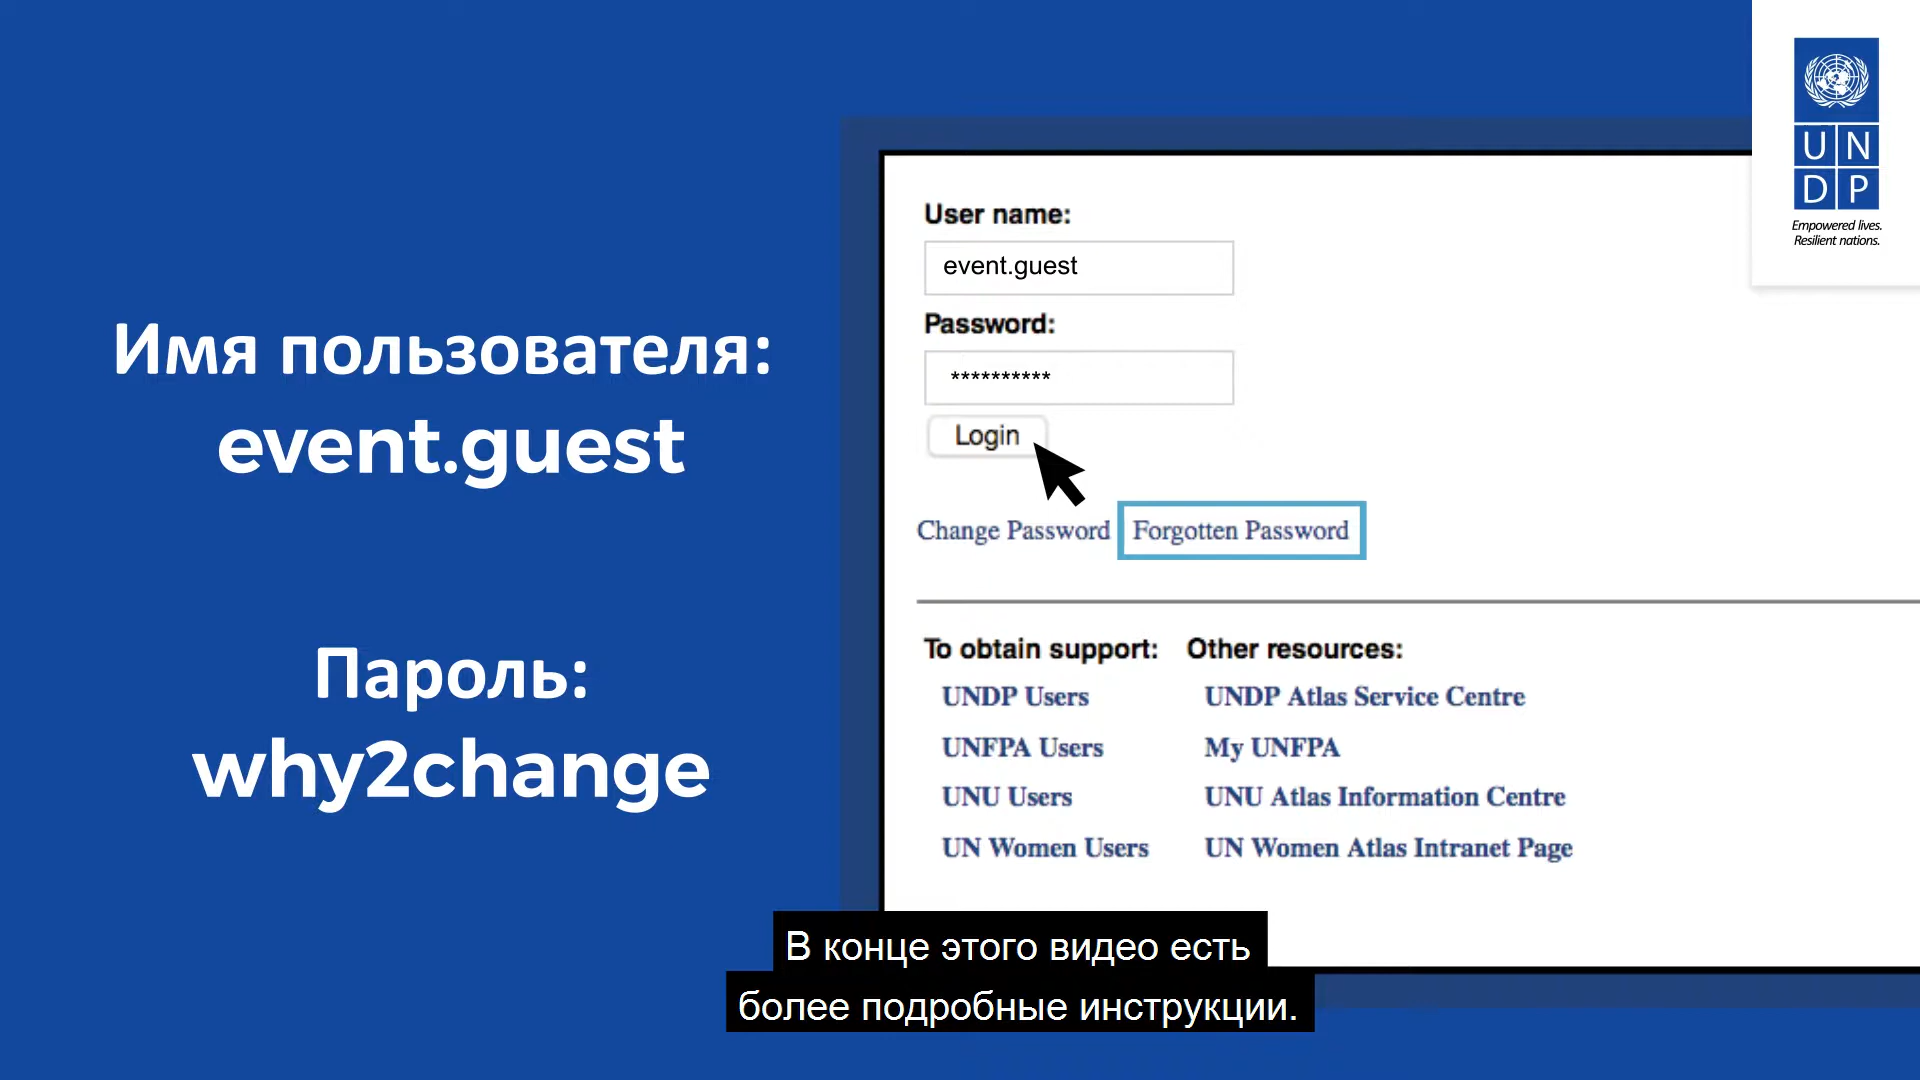 Имя пользователя:
event.guest
Пароль:
why2change
User name:
event.guest
Password:
**********
Login
Change Password Forgotten Password
To obtain support: Other resources:
UNDP Users UNDP Atlas Service Centre
UNFPA Users My UNFPA
UNU Users UNU Atlas Information Centre
UN Women Users UN Women Atlas Intranet Page
UN
DP
Empowered lives.
Resilient nations.
В конце этого видео есть
более подробные инструкции.